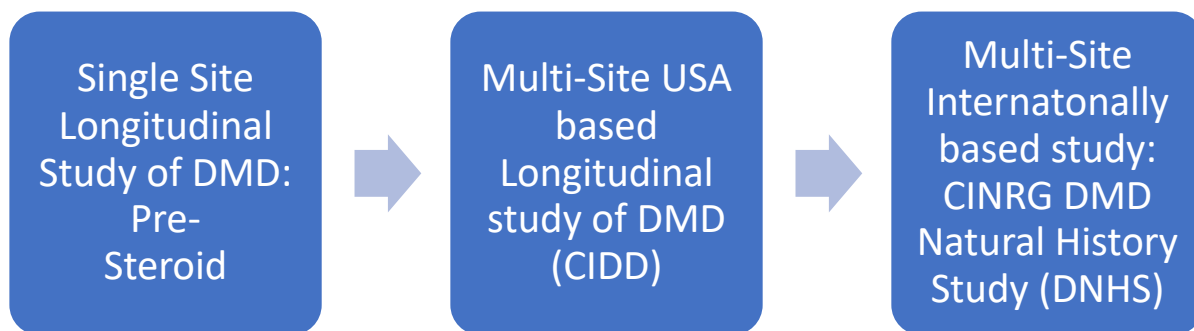 Single Site
Longitudinal
Study of DMD:
Pre-
Steroid
Multi-Site USA
based
Longitudinal
study of DMD
(CIDD)
Multi-Site
Internatonally
based study:
CINRG DMD
Natural History
Study (DNHS)